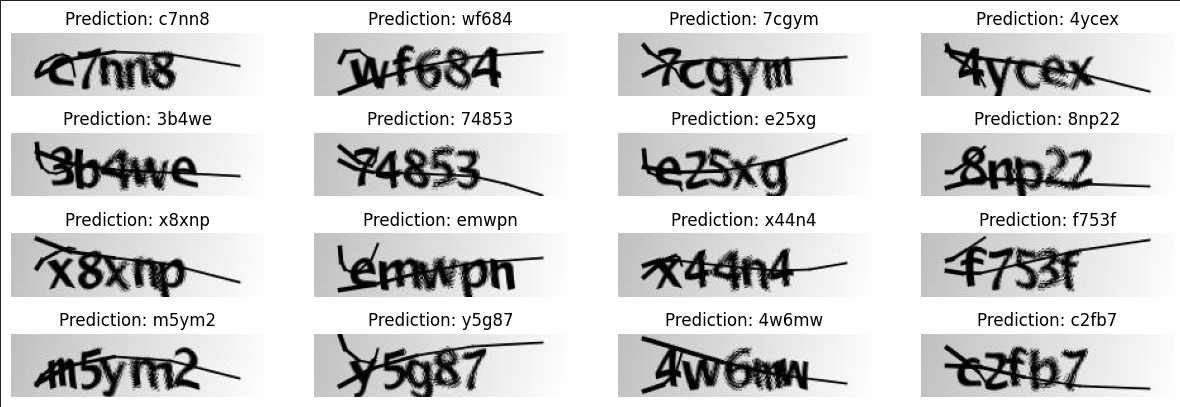 Prediction: c7nn8 Prediction: wf684 Prediction: 7cgym Prediction: 4ycex
c7nn8 wf684 7cgym 4ycex
Prediction: 3b4we Prediction: 74853 Prediction: e25xg Prediction: 8np22
3b4we 74853 e25xg 8np22
Prediction: x8xnp Prediction: emwpn Prediction: x44n4 Prediction: f753f
x8xnp emwpn x44n4 f753f
Prediction: m5ym2 Prediction: y5g87 Prediction: 4w6mw Prediction: c2fb7
m5ym2 y5g87 4w6mw c2fb7